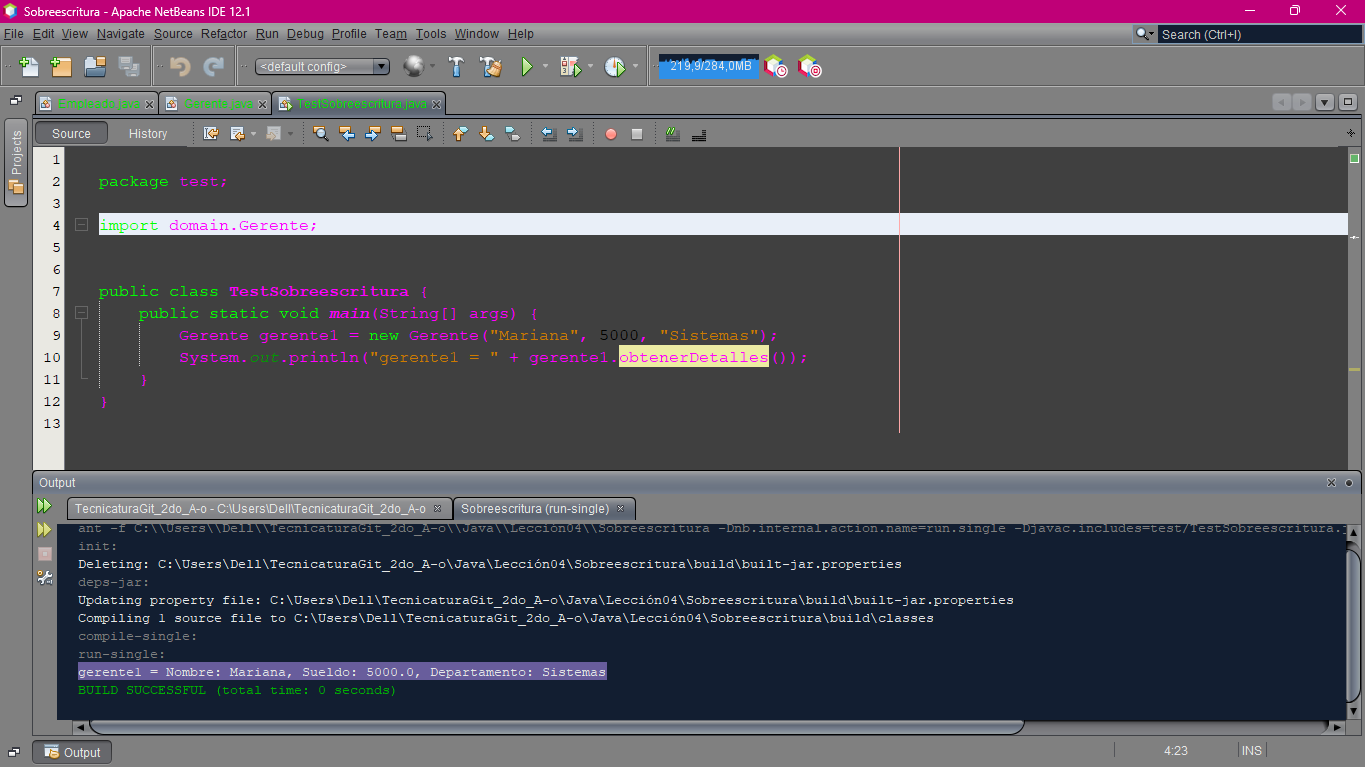 Sobreescritura - Apache NetBeans IDE 12.1
File Edit View Navigate Source Refactor Run Debug Profile Team Tools Window Help
Search (Ctrl+I)
<default config>
219,9/284,0MB
Empleado.java Gerente.java TestSobreescritura.java
Projects
Source History
1
2 package test;
3
4 import domain.Gerente;
5
6
7 public class TestSobreescritura {
8 public static void main(String[] args) {
9 Gerente gerente1 = new Gerente("Mariana", 5000, "Sistemas");
10 System.out.println("gerente1 = " + gerente1.obtenerDetalles());
11 }
12 }
13
Output
TecnicaturaGit_2do_A-o - C:\Users\Dell\TecnicaturaGit_2do_A-o Sobreescritura (run-single)
ant -f C:\\Users\\Dell\\TecnicaturaGit_2do_A-o\\Java\\Lección04\\Sobreescritura -Dnb.internal.action.name=run.single -Djavac.includes=test/TestSobreescritura.
init:
Deleting: C:\Users\Dell\TecnicaturaGit_2do_A-o\Java\Lección04\Sobreescritura\build\built-jar.properties
deps-jar:
Updating property file: C:\Users\Dell\TecnicaturaGit_2do_A-o\Java\Lección04\Sobreescritura\build\built-jar.properties
Compiling 1 source file to C:\Users\Dell\TecnicaturaGit_2do_A-o\Java\Lección04\Sobreescritura\build\classes
compile-single:
run-single:
gerente1 = Nombre: Mariana, Sueldo: 5000.0, Departamento: Sistemas
BUILD SUCCESSFUL (total time: 0 seconds)
Output
4:23 INS